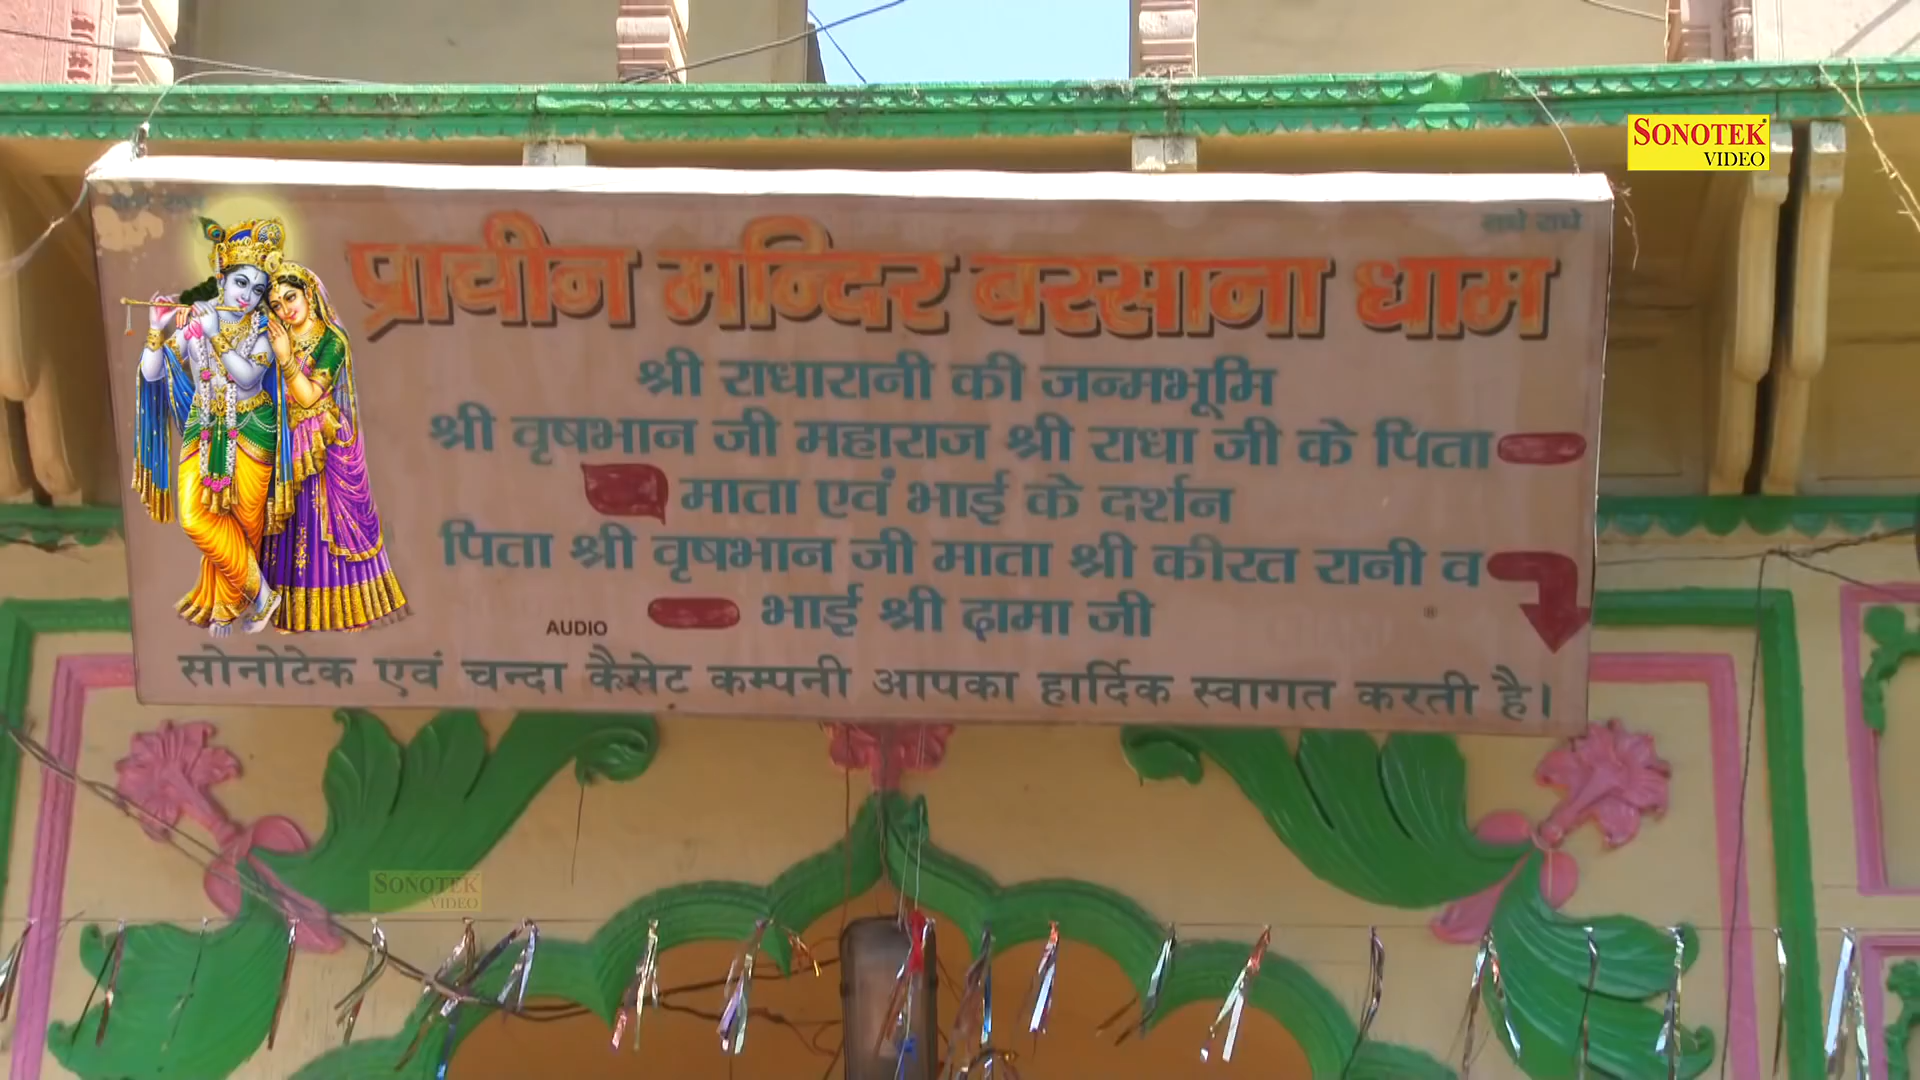 SONOTEK
VIDEO
राधे राधे
प्राचीन मन्दिर बरसाना धाम
श्री राधारानी की जन्मभूमि
श्री वृषभान जी महाराज श्री राधा जी के पिता
माता एवं भाई के दर्शन
पिता श्री वृषभान जी माता श्री कीरत रानी व
भाई श्री दामा जी
AUDIO
सोनोटेक एवं चन्दा कैसेट कम्पनी आपका हार्दिक स्वागत करती है।
SONOTEK
VIDEO